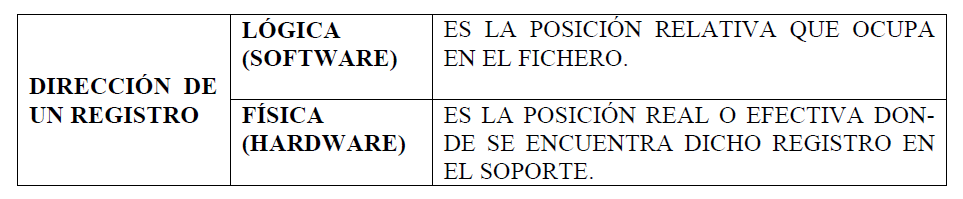 DIRECCIÓN DE
UN REGISTRO
LÓGICA
(SOFTWARE)
ES LA POSICIÓN RELATIVA QUE OCUPA
EN EL FICHERO.
FÍSICA
(HARDWARE)
ES LA POSICIÓN REAL O EFECTIVA DON-
DE SE ENCUENTRA DICHO REGISTRO EN
EL SOPORTE.